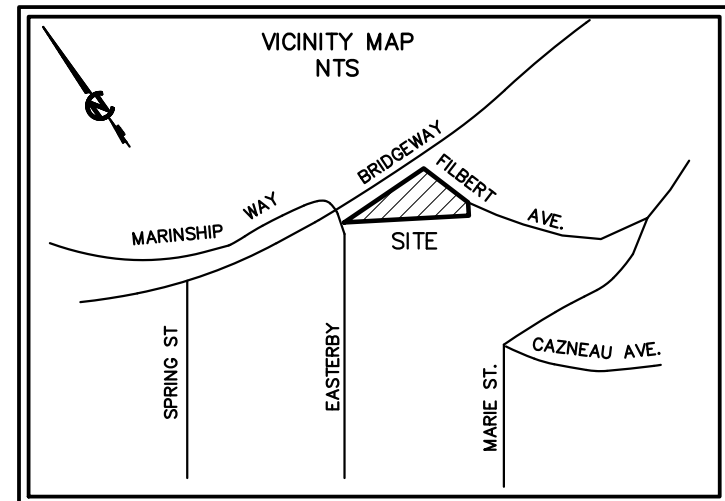 VICINITY MAP
NTS
N
BRIDGEWAY
FILBERT
AVE.
MARINSHIP
WAY
SITE
SPRING ST
EASTERBY
MARIE ST.
CAZNEAU AVE.